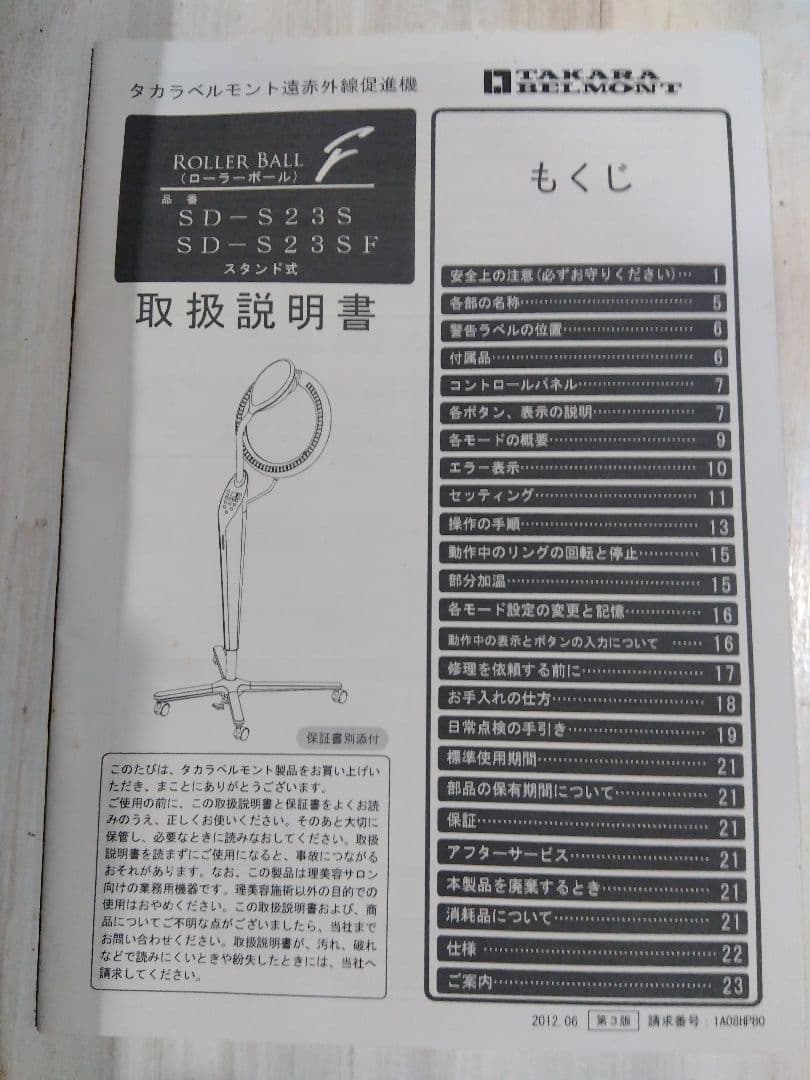 タカラベルモント遠赤外線促進機
TAKARA
BELMONT
ROLLER BALL F
(ローラーボール)
品番
SD-S23S
SD-S23SF
スタンド式
取扱説明書
保証書別添付
このたびは、タカラベルモント製品をお買い上げい
ただき、まことにありがとうございます。
ご使用の前に、この取扱説明書と保証書をよくお読
みのうえ、正しくお使いください。そのあと大切に
保管し、必要なときに読みなおしてください。取扱
説明書を読まずにご使用になると、事故につながる
おそれがあります。なお、この製品は理美容サロン
向けの業務用機器です。理美容施術以外の目的での
使用はおやめください。この取扱説明書および、商
品についてご不明な点がございましたら、当社まで
お問い合わせください。取扱説明書が、汚れ、破れ
などで読みにくいときや紛失したときには、当社へ
請求してください。
もくじ
安全上の注意(必ずお守りください)… 1
各部の名称…………………… 5
警告ラベルの位置…………………… 6
付属品…………………… 6
コントロールパネル…………………… 7
各ボタン、表示の説明…………………… 7
各モードの概要…………………… 9
エラー表示…………………… 10
セッティング…………………… 11
操作の手順…………………… 13
動作中のリングの回転と停止………… 15
部分加温…………………… 15
各モード設定の変更と記憶………… 16
動作中の表示とボタンの入力について …… 16
修理を依頼する前に…………………… 17
お手入れの仕方…………………… 18
日常点検の手引き…………………… 19
標準使用期間…………………… 21
部品の保有期間について………… 21
保証…………………… 21
アフターサービス…………………… 21
本製品を廃棄するとき………… 21
消耗品について…………………… 21
仕様 …………………… 22
ご案内…………………… 23
2012.06 第3版 請求番号:1A08HPB0